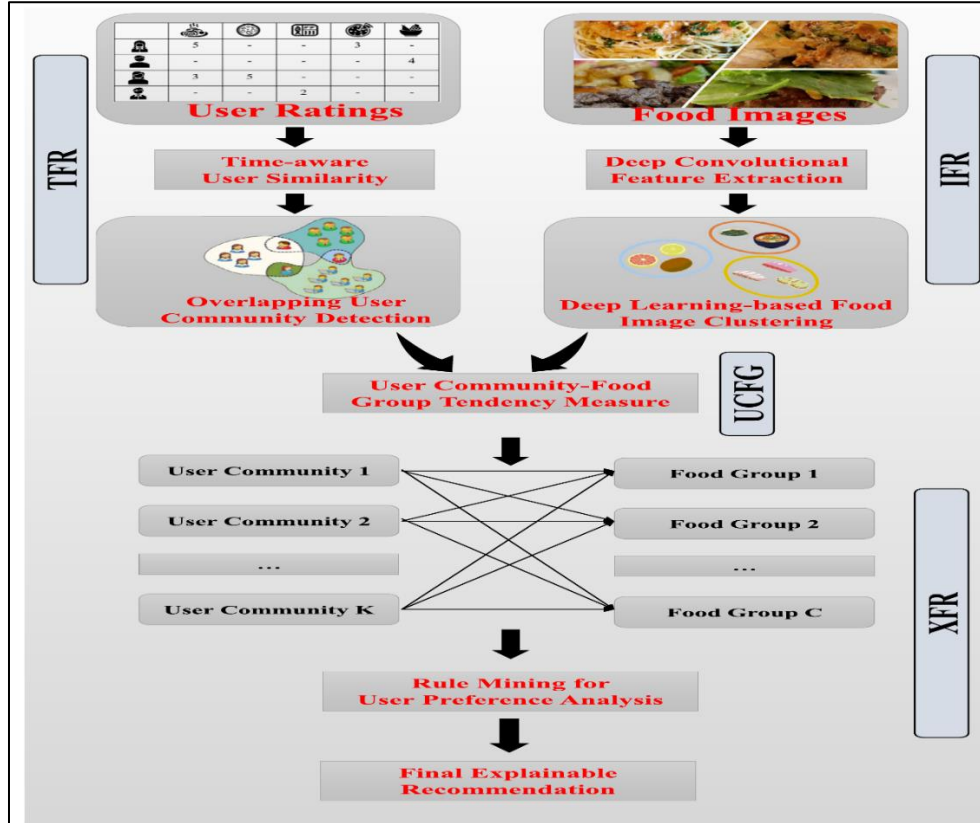 5 - - 3 -
- - - - 4
3 5 - - -
- - 2 - -
User Ratings
Food Images
TFR
IFR
Time-aware
User Similarity
Deep Convolutional
Feature Extraction
Overlapping User
Community Detection
Deep Learning-based Food
Image Clustering
User Community-Food
Group Tendency Measure
UCFG
User Community 1
Food Group 1
User Community 2
Food Group 2
...
...
User Community K
Food Group C
XFR
Rule Mining for
User Preference Analysis
Final Explainable
Recommendation